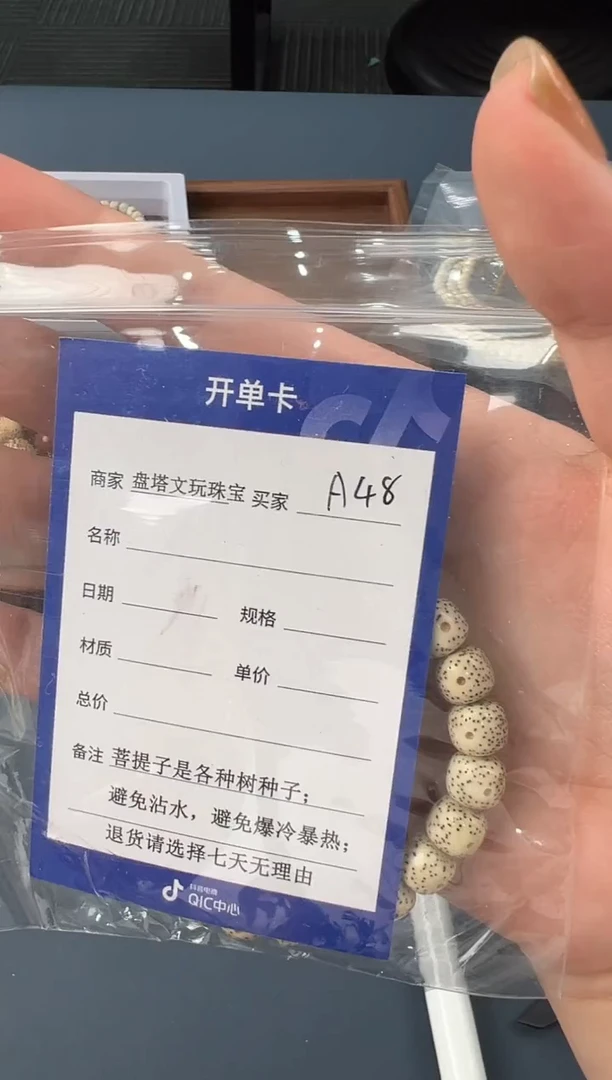 开单卡
商家 盘塔文玩珠宝 买家 A48
名称
日期 规格
材质 单价
总价
备注 菩提子是各种树种子；
避免沾水，避免爆冷暴热；
退货请选择七天无理由
抖音电商
QIC中心